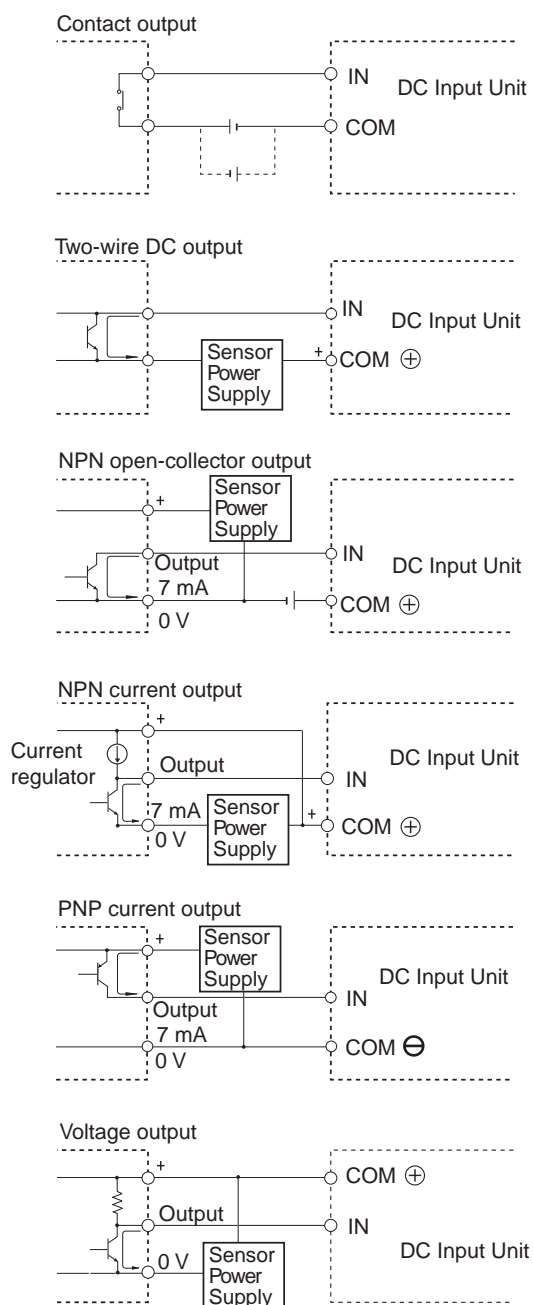 Contact output
IN
DC Input Unit
COM
Two-wire DC output
IN
DC Input Unit
Sensor
Power
Supply
+
COM ⊕
NPN open-collector output
Sensor
Power
Supply
+
Output
IN
7 mA
DC Input Unit
COM ⊕
0 V
NPN current output
+
Current
regulator
Output
DC Input Unit
IN
7 mA
Sensor
Power
Supply
+
COM ⊕
0 V
PNP current output
+
Sensor
Power
Supply
DC Input Unit
IN
Output
7 mA
COM ⊖
0 V
Voltage output
+
COM ⊕
Output
IN
0 V
Sensor
Power
Supply
DC Input Unit